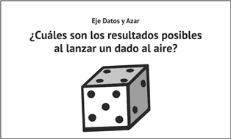 Eje Datos y Azar
¿Cuáles son los resultados posibles
al lanzar un dado al aire?